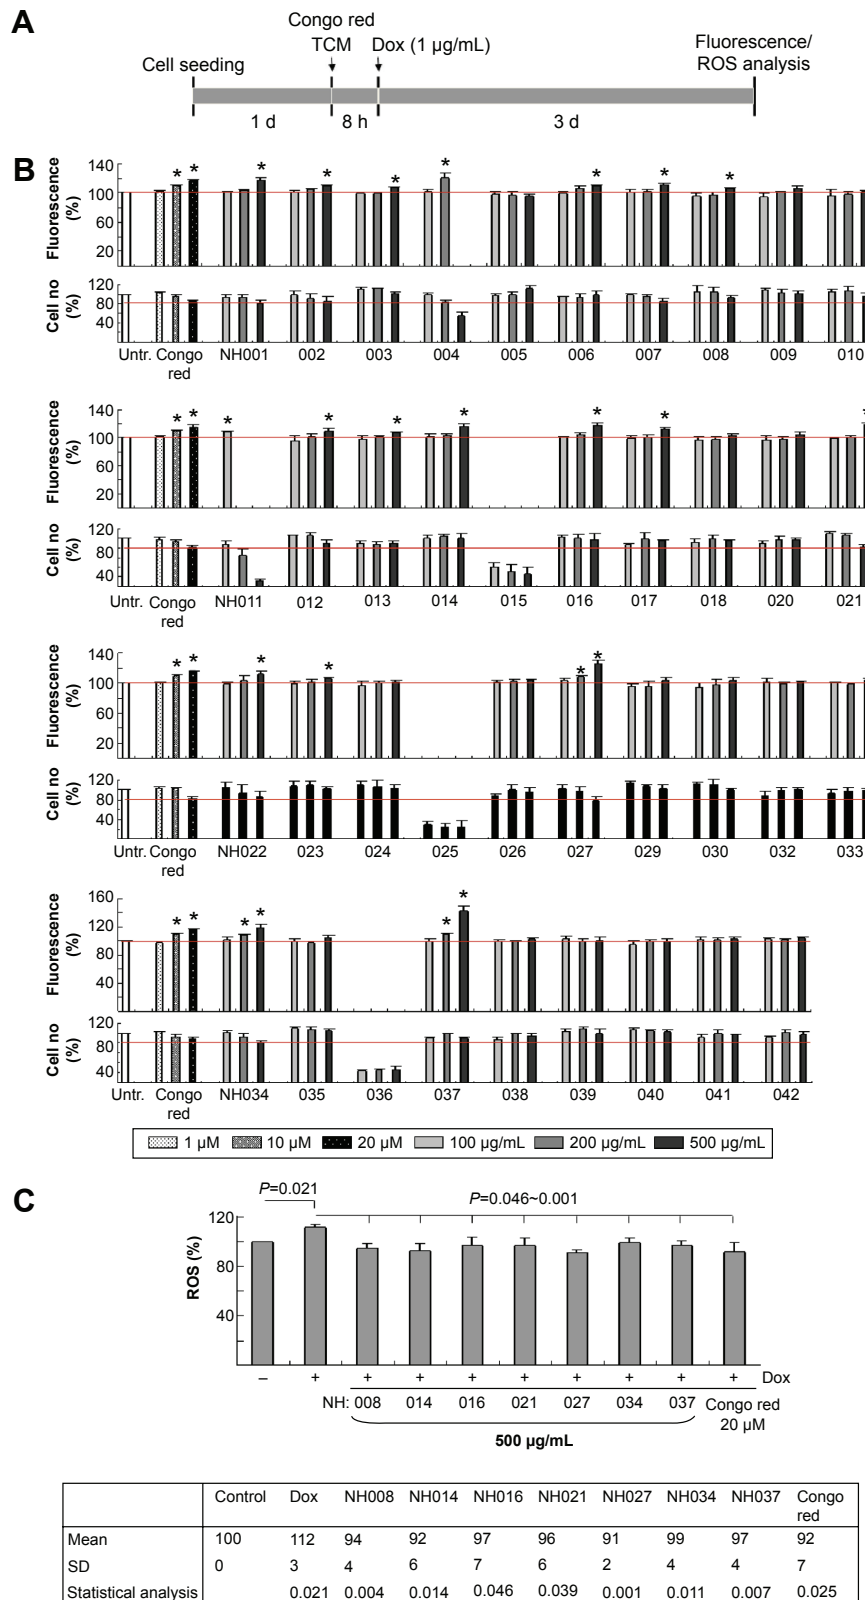 A
Congo red
TCM
Dox (1 µg/mL)
Cell seeding
Fluorescence/
ROS analysis
1 d
8 h
3 d
B
Fluorescence
(%)
140
100
60
20
* * * * * * * * *
Cell no
(%)
120
80
40
Untr. Congo red NH001 002 003 004 005 006 007 008 009 010
Fluorescence
(%)
140
100
60
20
* * * * * * * * *
Cell no
(%)
120
80
40
Untr. Congo red NH011 012 013 014 015 016 017 018 020 021
Fluorescence
(%)
140
100
60
20
* * * * * *
Cell no
(%)
120
80
40
Untr. Congo red NH022 023 024 025 026 027 029 030 032 033
Fluorescence
(%)
160
120
80
40
* * * * * *
Cell no
(%)
120
80
40
Untr. Congo red NH034 035 036 037 038 039 040 041 042
1 µM 10 µM 20 µM 100 µg/mL 200 µg/mL 500 µg/mL
C
P=0.021
P=0.046~0.001
ROS (%)
120
80
40
– + + + + + + + + + Dox
NH: 008 014 016 021 027 034 037 Congo red
20 µM
500 µg/mL
Control Dox NH008 NH014 NH016 NH021 NH027 NH034 NH037 Congo red
Mean 100 112 94 92 97 96 91 99 97 92
SD 0 3 4 6 7 6 2 4 4 7
Statistical analysis 0.021 0.004 0.014 0.046 0.039 0.001 0.011 0.007 0.025